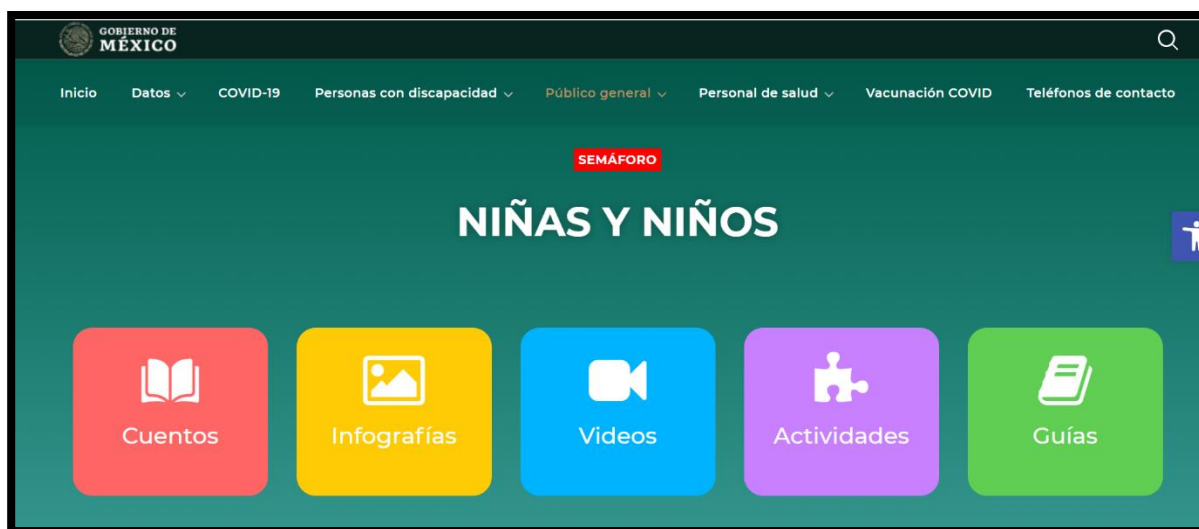 GOBIERNO DE
MÉXICO
Inicio Datos COVID-19 Personas con discapacidad Público general Personal de salud Vacunación COVID Teléfonos de contacto
SEMÁFORO
NIÑAS Y NIÑOS
Cuentos Infografías Videos Actividades Guías